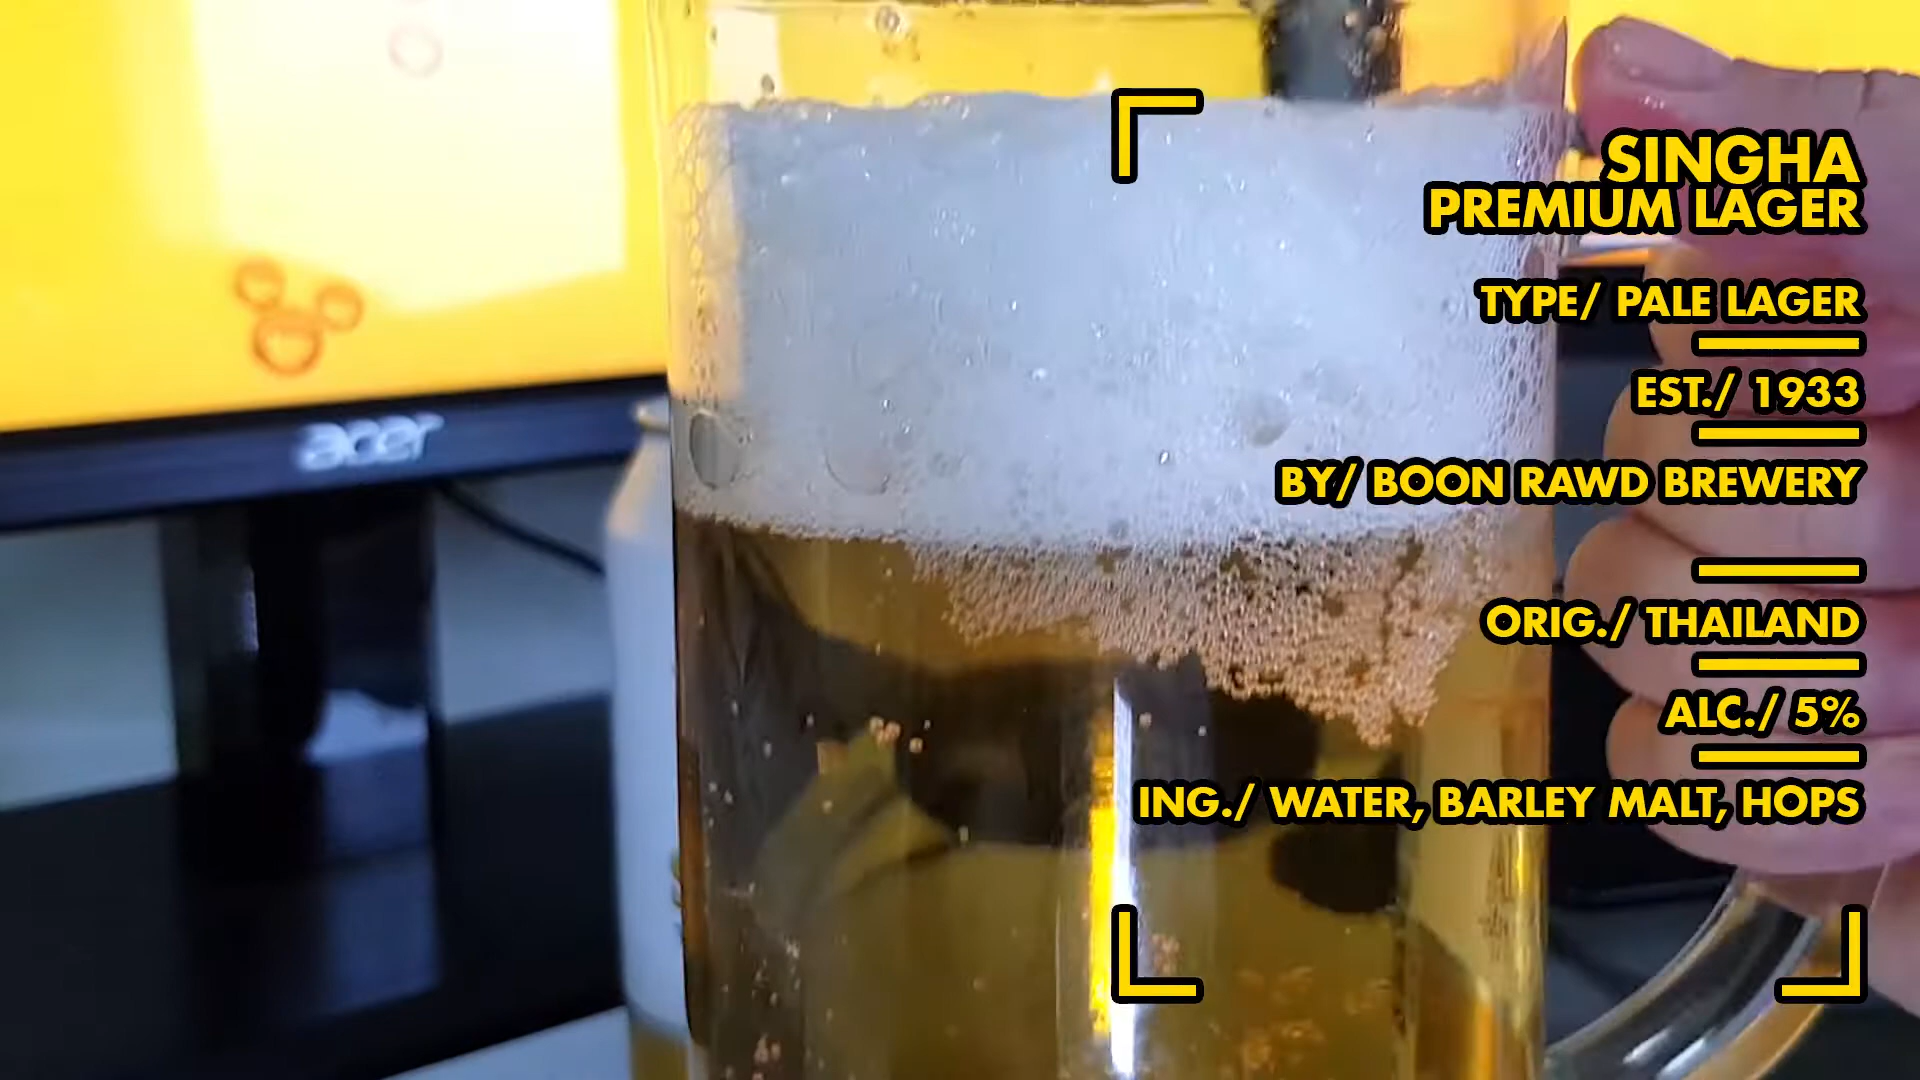 acer
SINGHA
PREMIUM LAGER
TYPE/ PALE LAGER
EST./ 1933
BY/ BOON RAWD BREWERY
ORIG./ THAILAND
ALC./ 5%
ING./ WATER, BARLEY MALT, HOPS